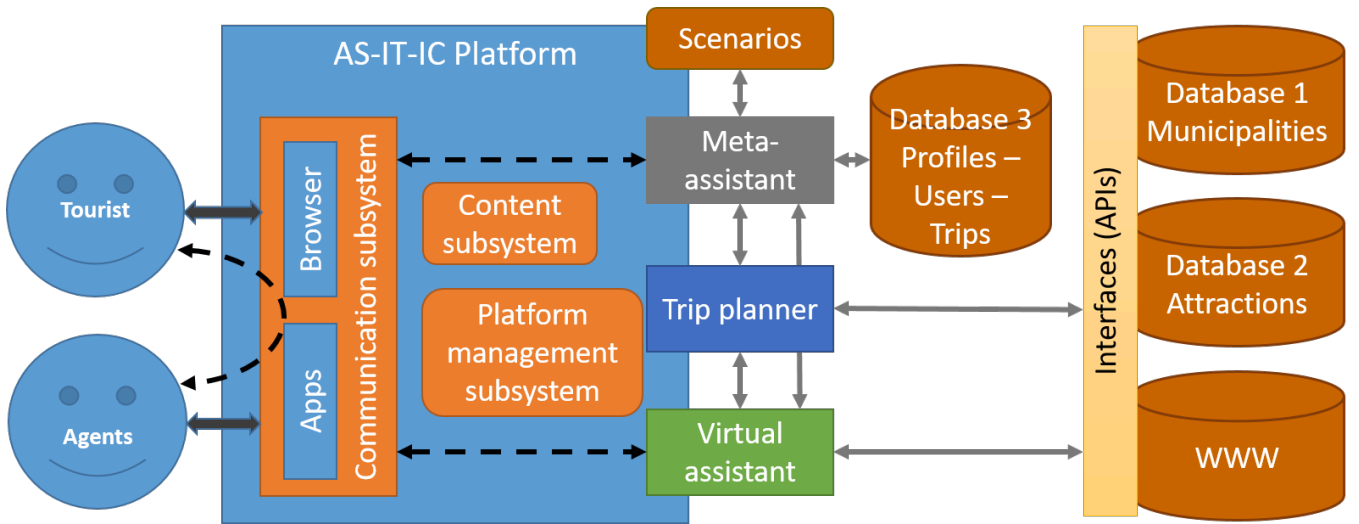 AS-IT-IC Platform
Scenarios
Tourist
Agents
Browser
Apps
Communication subsystem
Content
subsystem
Platform
management
subsystem
Meta-
assistant
Trip planner
Virtual
assistant
Database 3
Profiles –
Users –
Trips
Interfaces (APIs)
Database 1
Municipalities
Database 2
Attractions
WWW